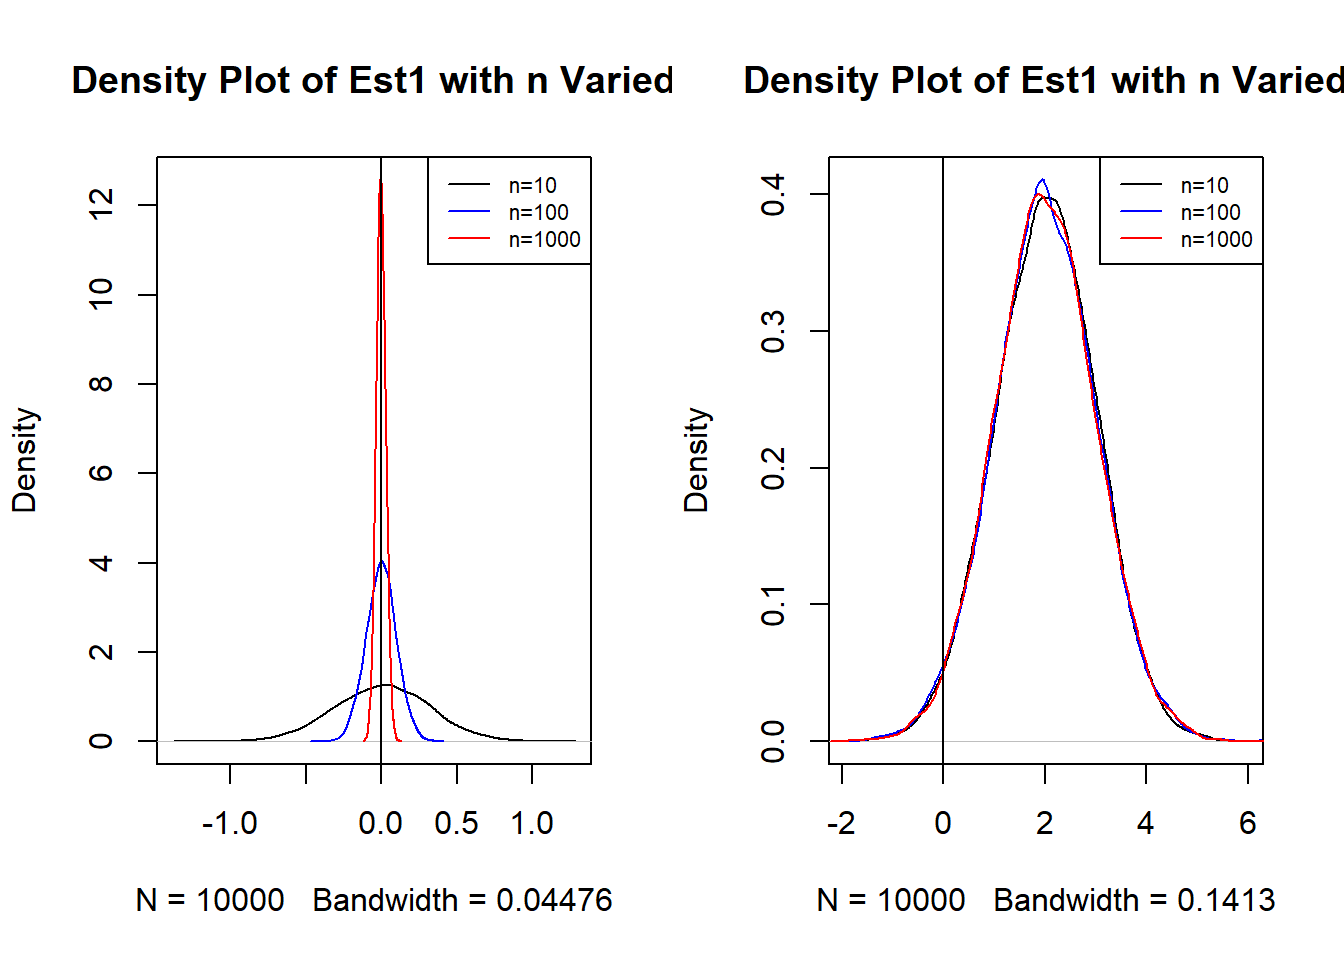 Density Plot of Est1 with n Varied
Density
12
10
8
6
4
2
0
n=10
n=100
n=1000
-1.0
0.0
0.5
1.0
N = 10000 Bandwidth = 0.04476
Density Plot of Est1 with n Varied
Density
0.4
0.3
0.2
0.1
0.0
n=10
n=100
n=1000
-2
0
2
4
6
N = 10000 Bandwidth = 0.1413